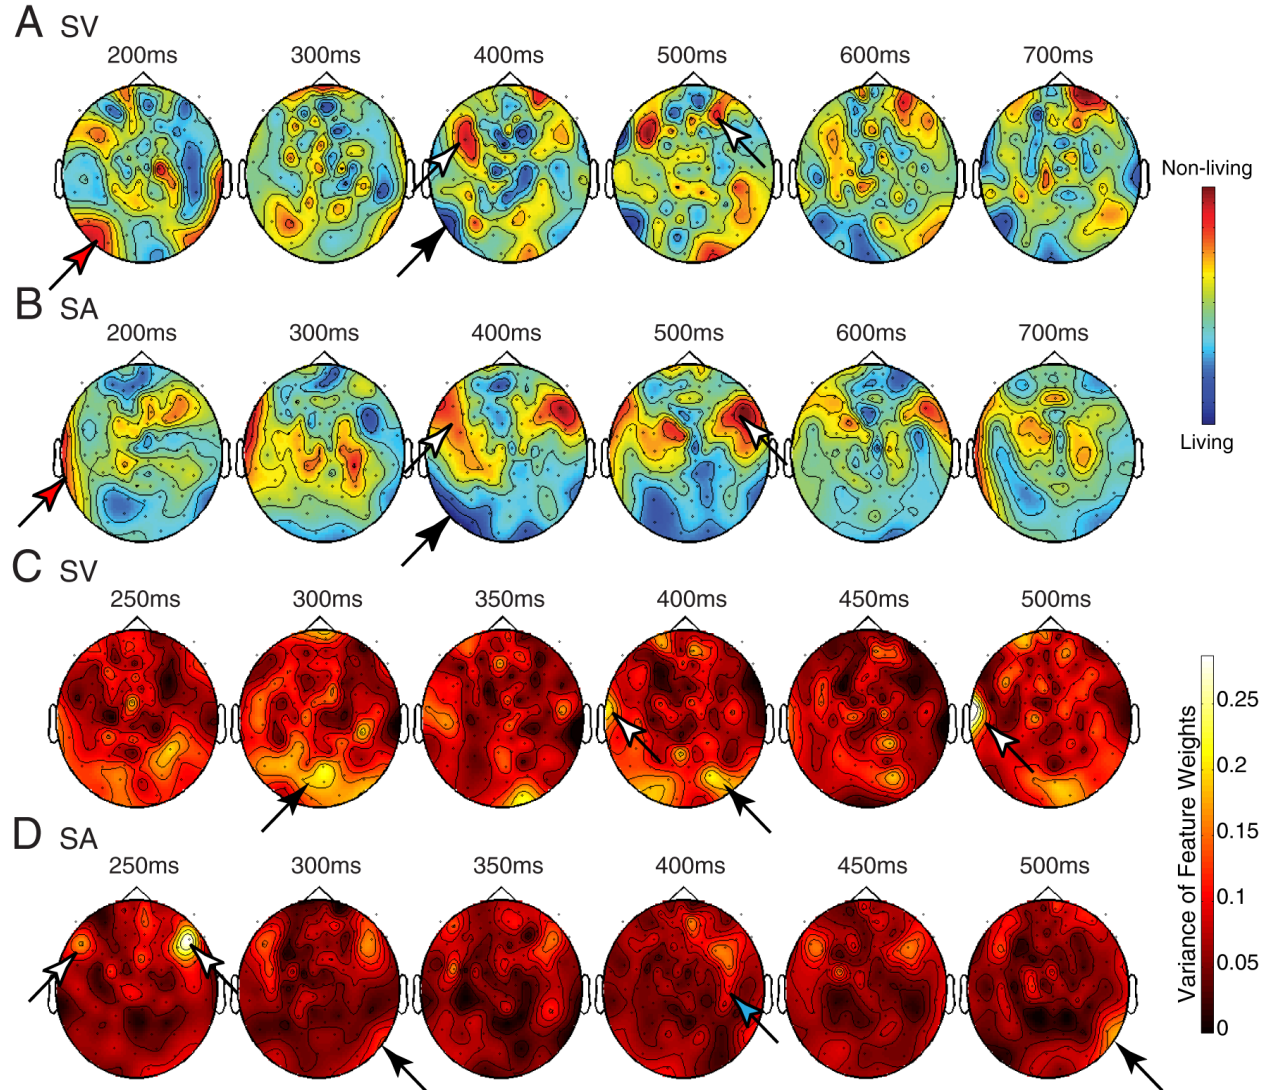 A SV
200ms 300ms 400ms 500ms 600ms 700ms
Non-living
Living
B SA
200ms 300ms 400ms 500ms 600ms 700ms
C SV
250ms 300ms 350ms 400ms 450ms 500ms
D SA
250ms 300ms 350ms 400ms 450ms 500ms
Variance of Feature Weights
0.25
0.2
0.15
0.1
0.05
0